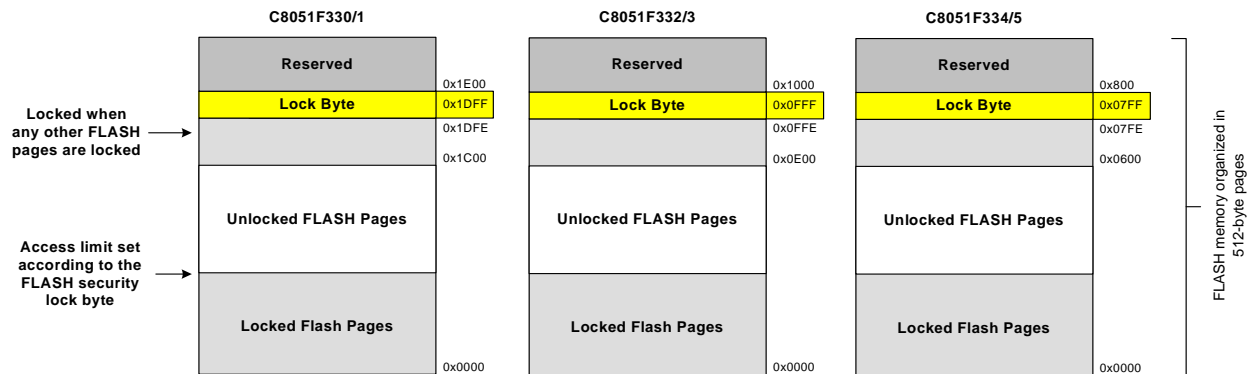 C8051F330/1
Reserved
0x1E00
Lock Byte
0x1DFF
0x1DFE
0x1C00
Unlocked FLASH Pages
Locked Flash Pages
0x0000
Locked when
any other FLASH
pages are locked
Access limit set
according to the
FLASH security
lock byte
C8051F332/3
Reserved
0x1000
Lock Byte
0x0FFF
0x0FFE
0x0E00
Unlocked FLASH Pages
Locked Flash Pages
0x0000
C8051F334/5
Reserved
0x800
Lock Byte
0x07FF
0x07FE
0x0600
Unlocked FLASH Pages
Locked Flash Pages
0x0000
FLASH memory organized in
512-byte pages